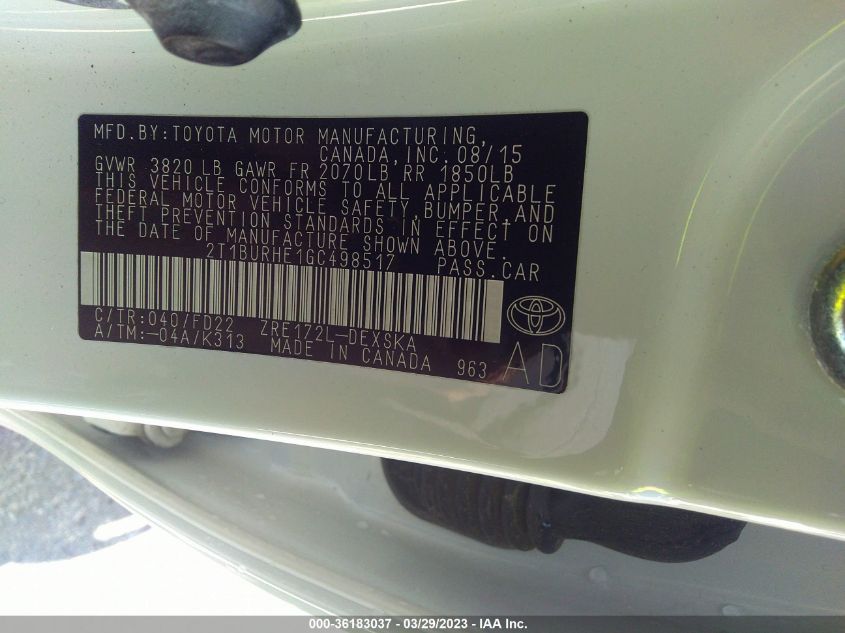 MFD.BY:TOYOTA MOTOR MANUFACTURING,
CANADA,INC. 08/15
GVWR 3820 LB GAWR FR 2070LB RR 1850LB
THIS VEHICLE CONFORMS TO ALL APPLICABLE
FEDERAL MOTOR VEHICLE SAFETY,BUMPER,AND
THEFT PREVENTION STANDARDS IN EFFECT ON
THE DATE OF MANUFACTURE SHOWN ABOVE.
2T1BURHE1GC498517 PASS.CAR
C/TR:040/FD22 ZRE172L-DEXSKA
A/TM:-04A/K313 MADE IN CANADA 963 AD
000-36183037 - 03/29/2023 - IAA Inc.